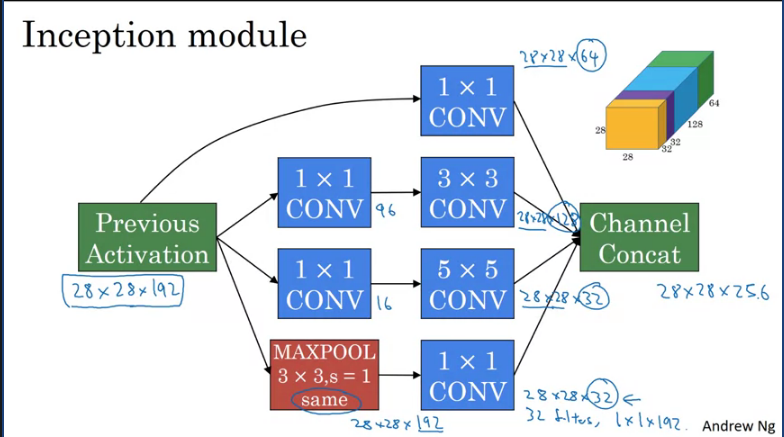 Inception module
28×28×64
1 × 1
CONV
64
128
32
32
28
28
1 × 1
CONV
96
3 × 3
CONV
28×28×128
Previous
Activation
28×28×192
Channel
Concat
28×28×256
1 × 1
CONV
16
5 × 5
CONV
28×28×32
MAXPOOL
3 × 3,s = 1
same
28×28×192
1 × 1
CONV
28×28×32 ←
32 filters, 1×1×192.
Andrew Ng